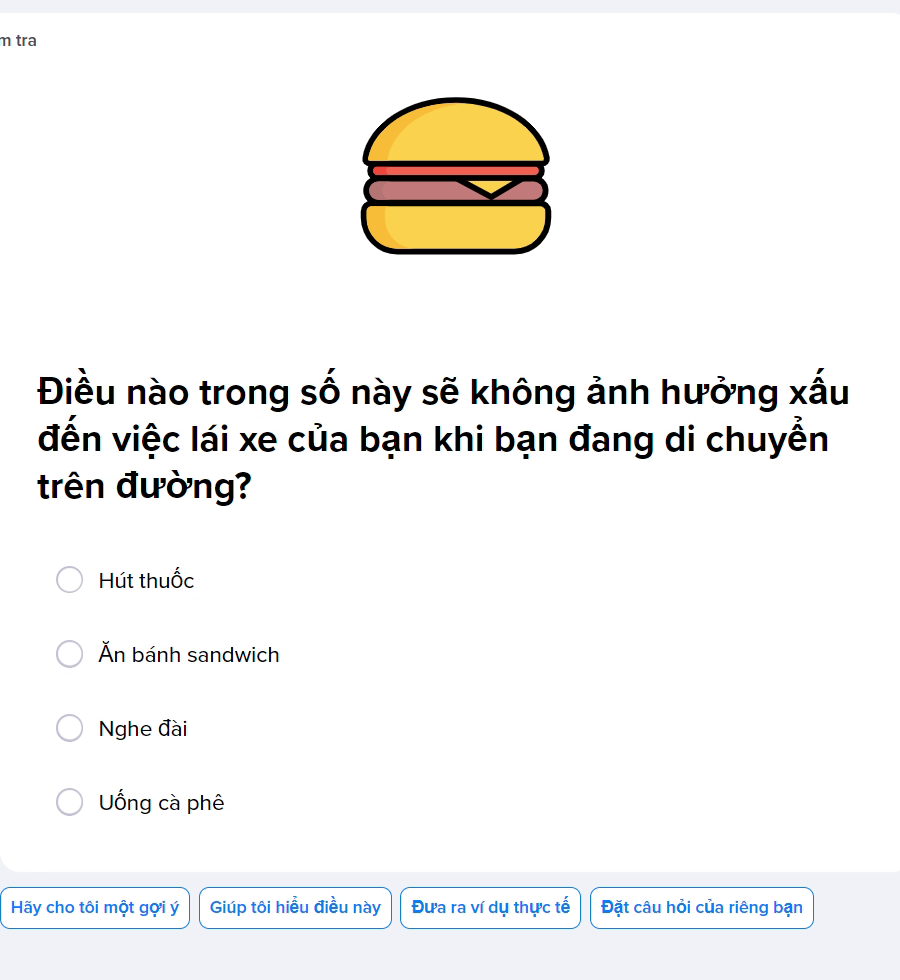 m tra
Điều nào trong số này sẽ không ảnh hưởng xấu
đến việc lái xe của bạn khi bạn đang di chuyển
trên đường?
Hút thuốc
Ăn bánh sandwich
Nghe đài
Uống cà phê
Hãy cho tôi một gợi ý
Giúp tôi hiểu điều này
Đưa ra ví dụ thực tế
Đặt câu hỏi của riêng bạn